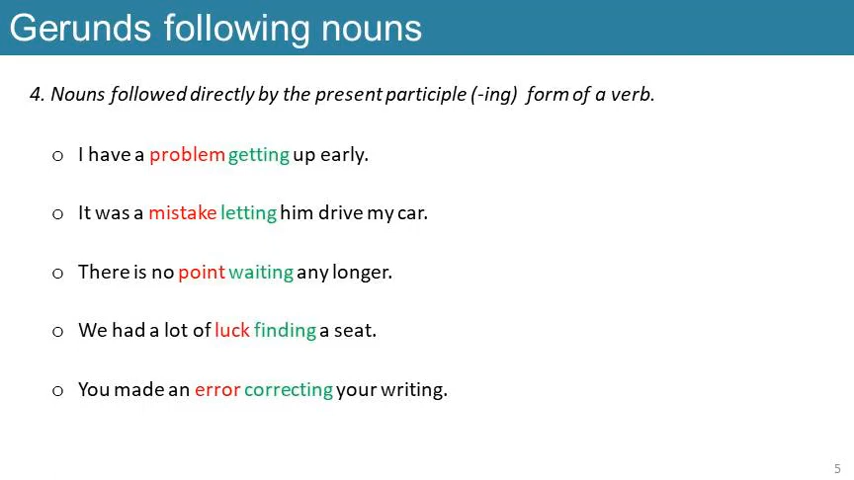 Gerunds following nouns
4. Nouns followed directly by the present participle (-ing) form of a verb.
o I have a problem getting up early.
o It was a mistake letting him drive my car.
o There is no point waiting any longer.
o We had a lot of luck finding a seat.
o You made an error correcting your writing.
5